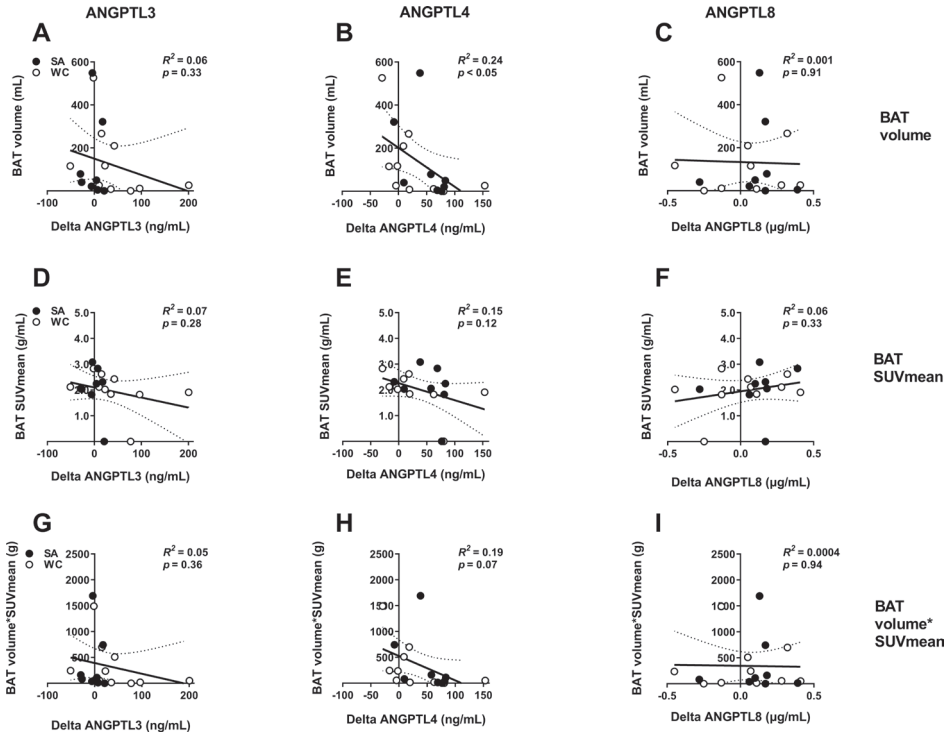 ANGPTL3
ANGPTL4
ANGPTL8
A
SA
WC
R² = 0.06
p = 0.33
BAT volume (mL)
600
400
200
0
-100 0 100 200
Delta ANGPTL3 (ng/mL)
B
R² = 0.24
p < 0.05
BAT volume (mL)
600
400
200
0
-50 0 50 100 150
Delta ANGPTL4 (ng/mL)
C
R² = 0.001
p = 0.91
BAT volume (mL)
600
400
200
0
-0.5 0.0 0.5
Delta ANGPTL8 (µg/mL)
BAT
volume
D
SA
WC
R² = 0.07
p = 0.28
BAT SUVmean (g/mL)
5.0
4.0
3.0
2.0
1.0
-100 0 100 200
Delta ANGPTL3 (ng/mL)
E
R² = 0.15
p = 0.12
BAT SUVmean (g/mL)
5.0
4.0
3.0
2.0
1.0
-50 0 50 100 150
Delta ANGPTL4 (ng/mL)
F
R² = 0.06
p = 0.33
BAT SUVmean (g/mL)
5.0
4.0
3.0
2.0
1.0
-0.5 0.0 0.5
Delta ANGPTL8 (µg/mL)
BAT
SUVmean
G
SA
WC
R² = 0.05
p = 0.36
BAT volume*SUVmean (g)
2500
2000
1500
1000
500
0
-100 0 100 200
Delta ANGPTL3 (ng/mL)
H
R² = 0.19
p = 0.07
BAT volume*SUVmean (g)
2500
2000
1500
1000
500
0
-50 0 50 100 150
Delta ANGPTL4 (ng/mL)
I
R² = 0.0004
p = 0.94
BAT volume*SUVmean (g)
2500
2000
1500
1000
500
0
-0.5 0.0 0.5
Delta ANGPTL8 (µg/mL)
BAT
volume*
SUVmean